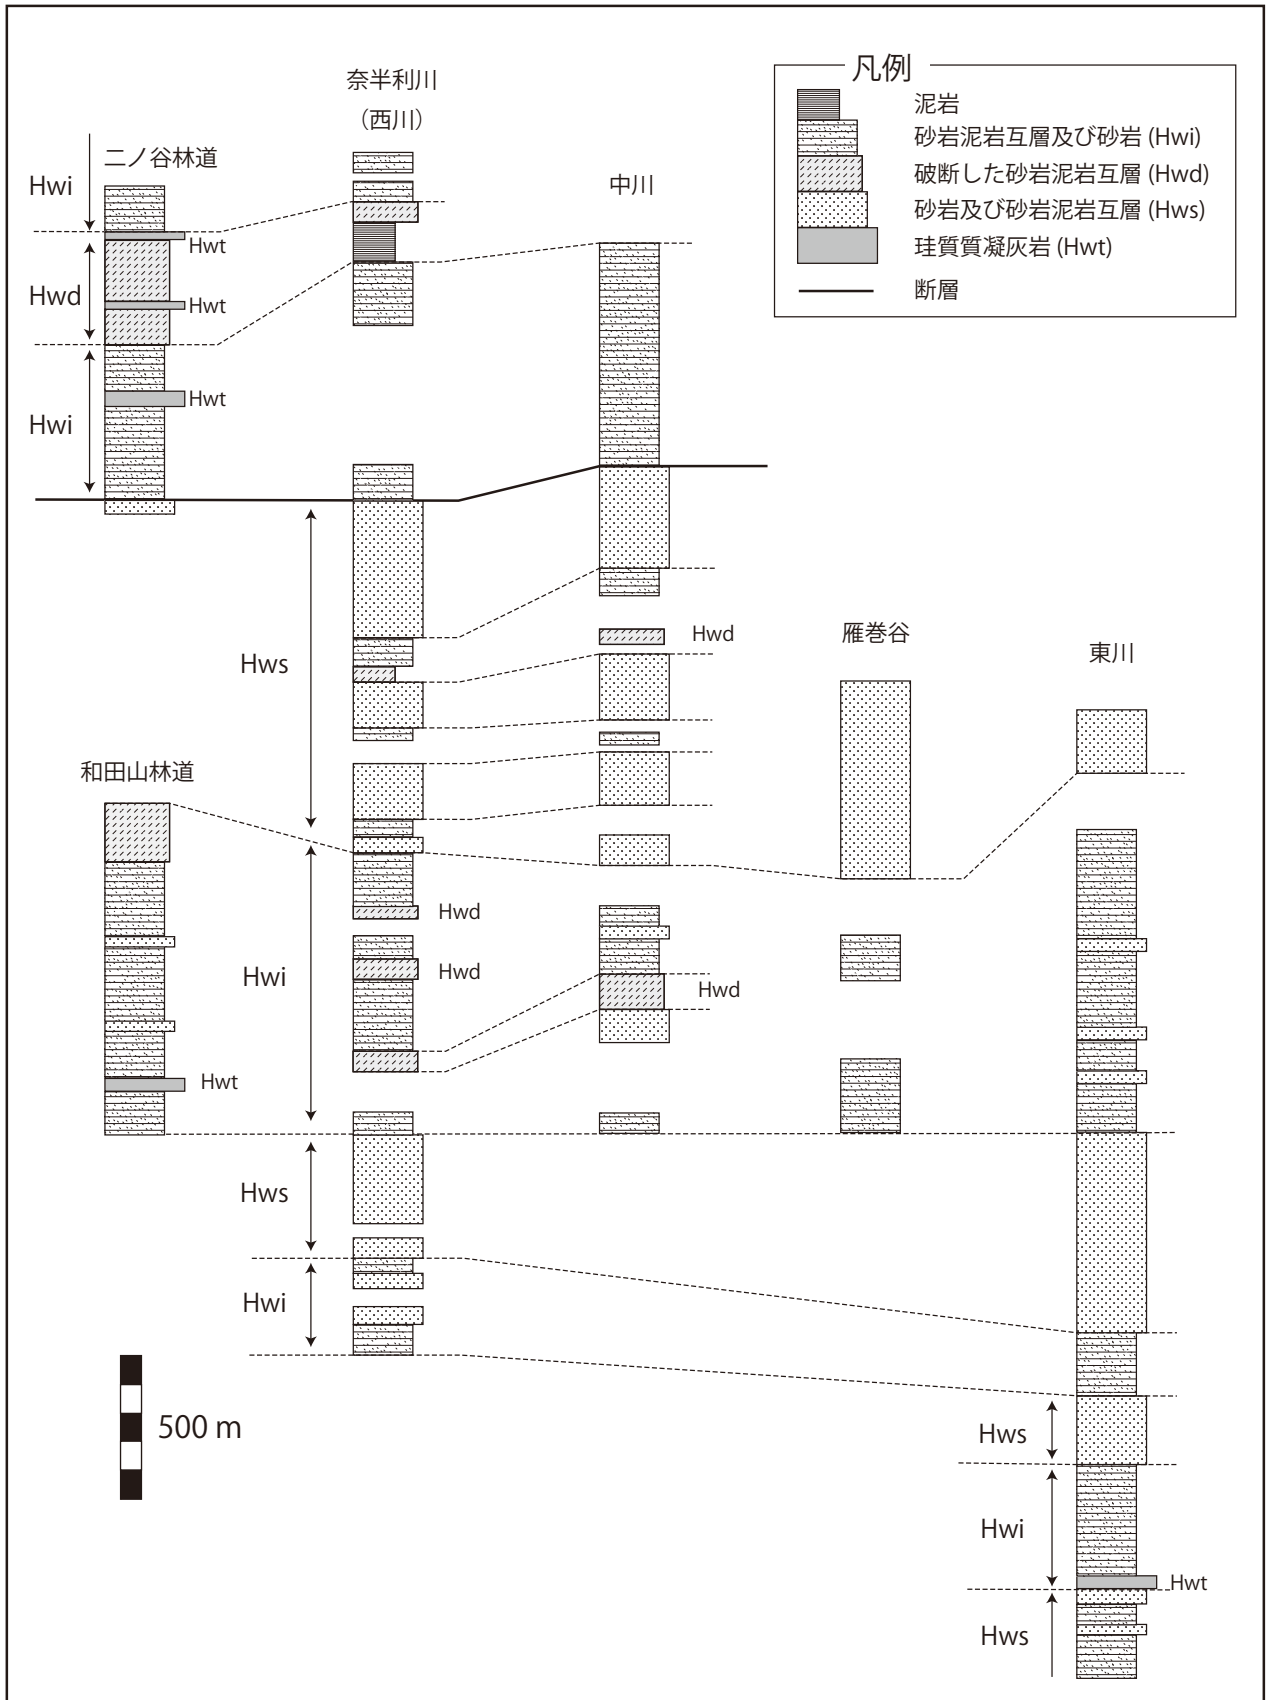 奈半利川
（西川）
二ノ谷林道
中川
凡例
泥岩
砂岩泥岩互層及び砂岩 (Hwi)
破断した砂岩泥岩互層 (Hwd)
砂岩及び砂岩泥岩互層 (Hws)
珪質質凝灰岩 (Hwt)
断層
Hwi
Hwt
Hwd
Hwt
Hwt
Hwi
Hws
Hwd
雁巻谷
東川
和田山林道
Hwd
Hwi
Hwd
Hwd
Hwt
Hws
Hwi
500 m
Hws
Hwi
Hwt
Hws